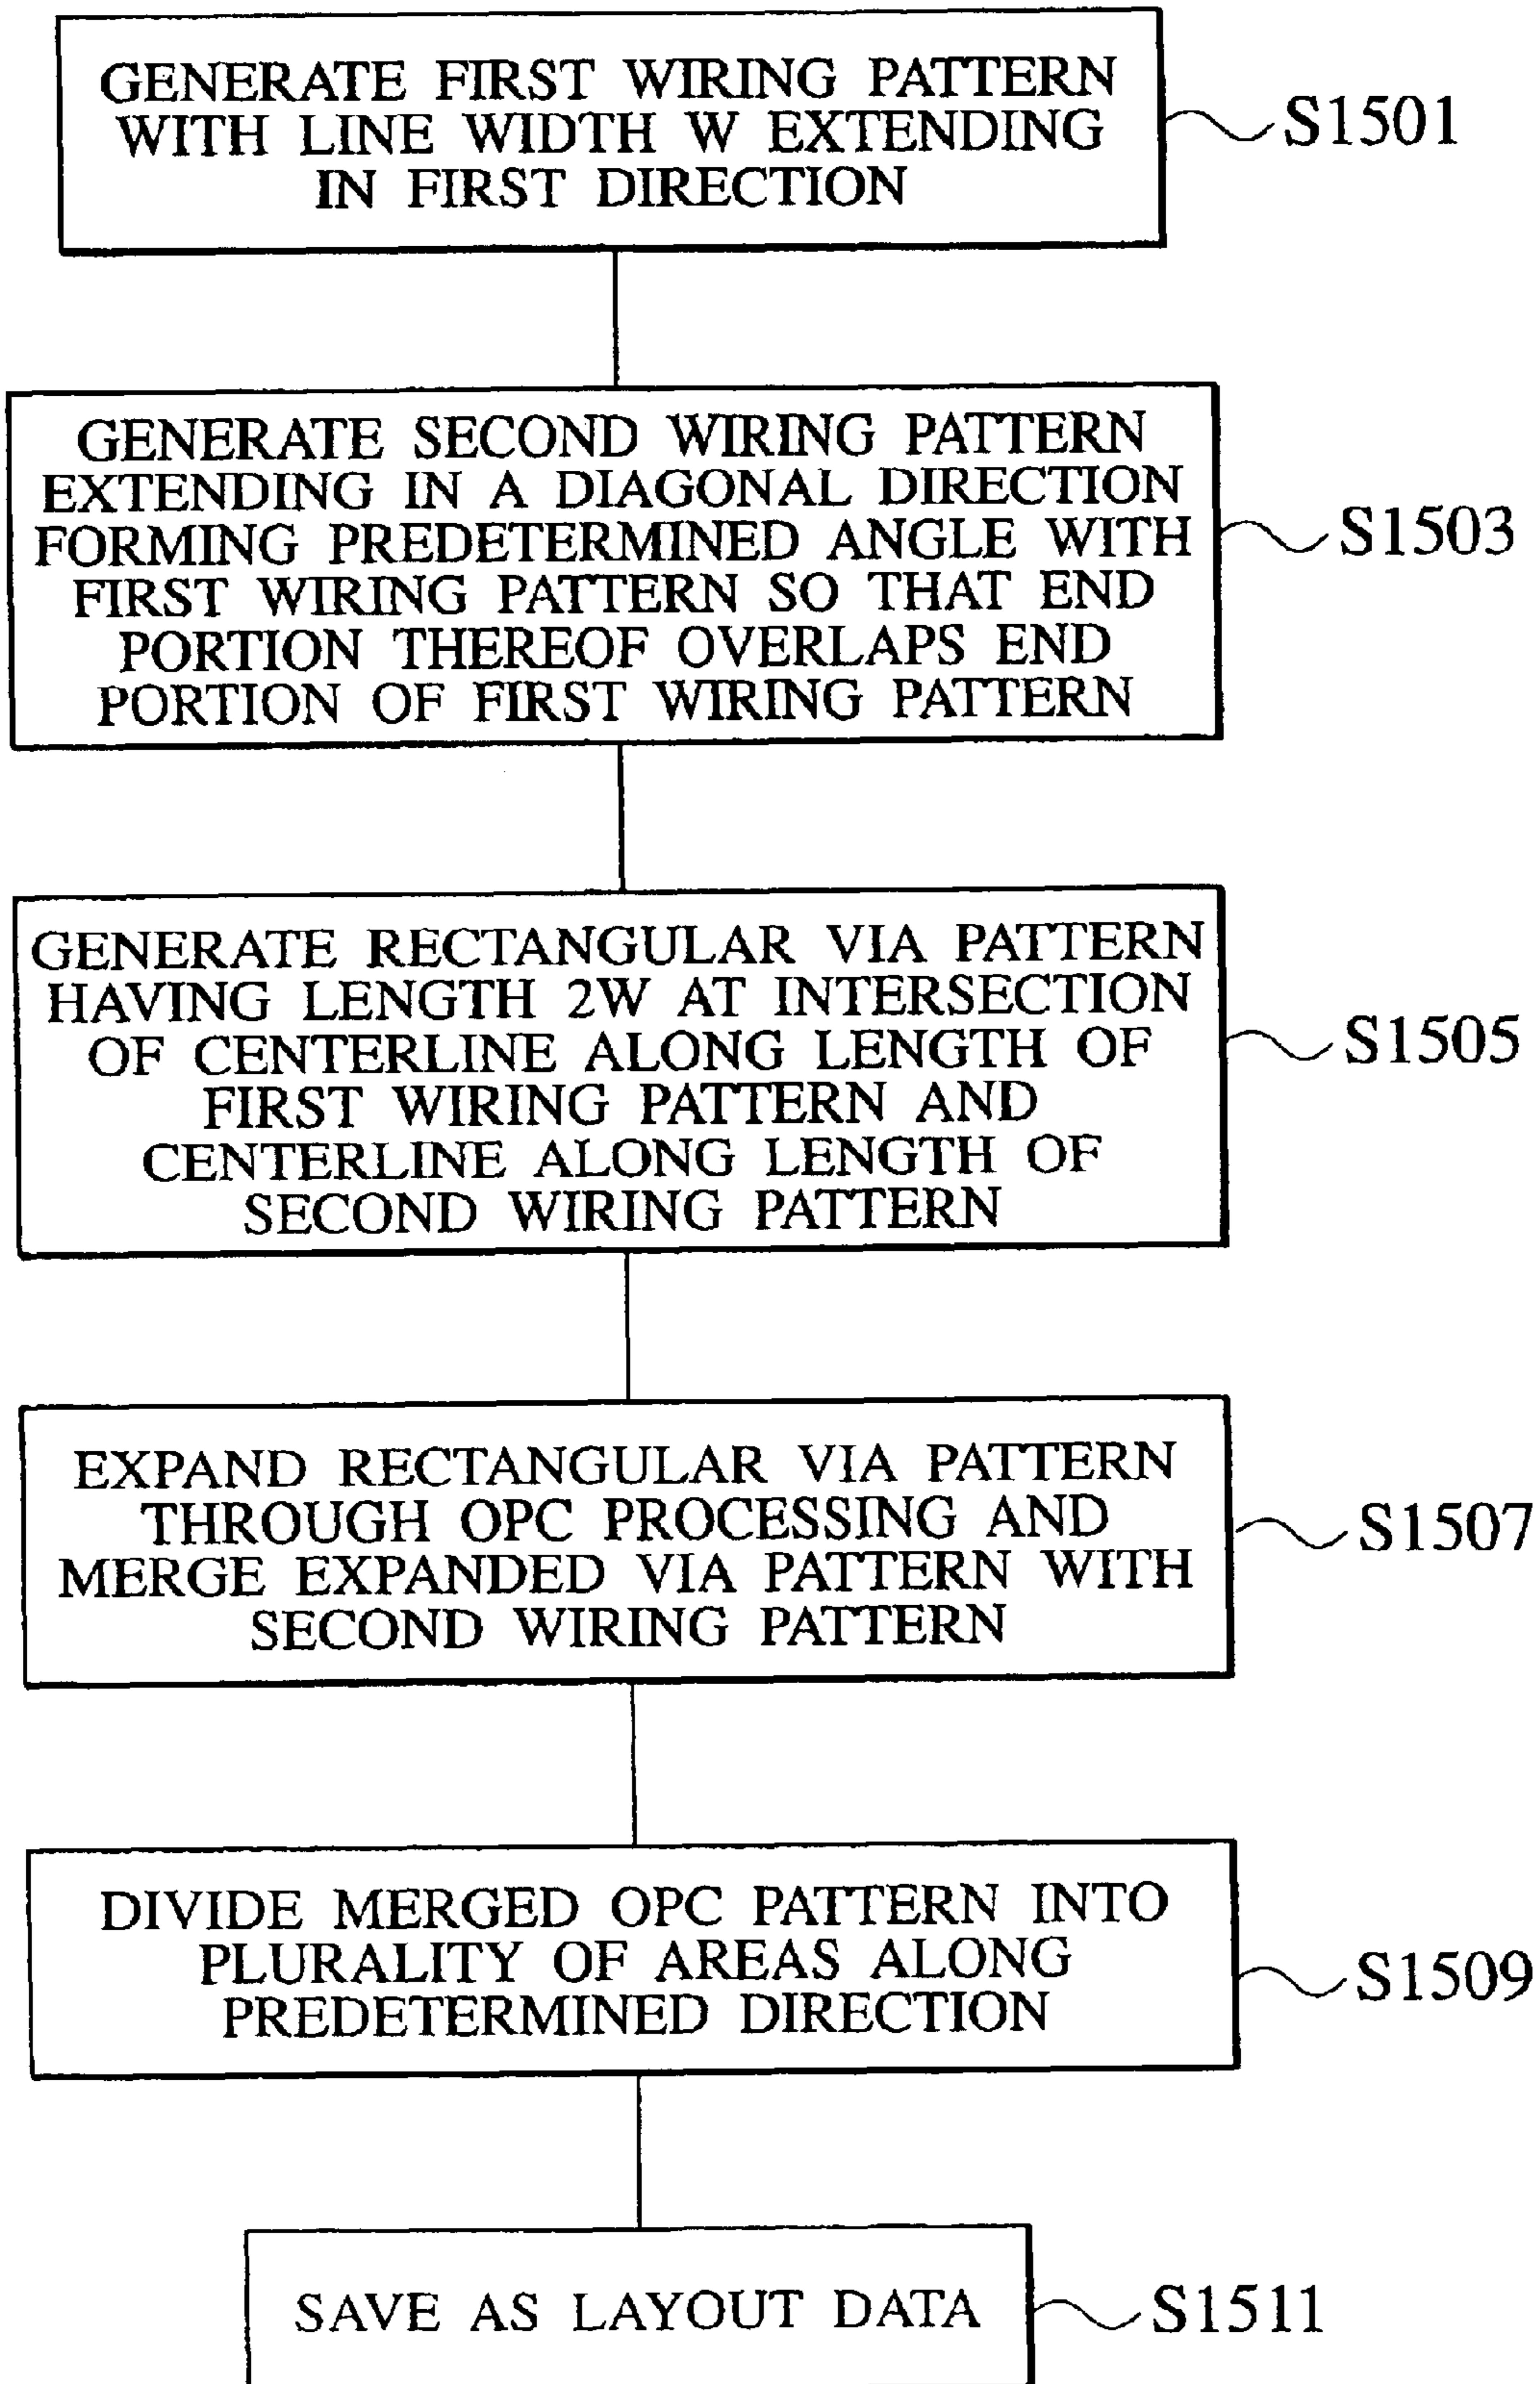 GENERATE FIRST WIRING PATTERN
WITH LINE WIDTH W EXTENDING
IN FIRST DIRECTION
S1501
GENERATE SECOND WIRING PATTERN
EXTENDING IN A DIAGONAL DIRECTION
FORMING PREDETERMINED ANGLE WITH
FIRST WIRING PATTERN SO THAT END
PORTION THEREOF OVERLAPS END
PORTION OF FIRST WIRING PATTERN
S1503
GENERATE RECTANGULAR VIA PATTERN
HAVING LENGTH 2W AT INTERSECTION
OF CENTERLINE ALONG LENGTH OF
FIRST WIRING PATTERN AND
CENTERLINE ALONG LENGTH OF
SECOND WIRING PATTERN
S1505
EXPAND RECTANGULAR VIA PATTERN
THROUGH OPC PROCESSING AND
MERGE EXPANDED VIA PATTERN WITH
SECOND WIRING PATTERN
S1507
DIVIDE MERGED OPC PATTERN INTO
PLURALITY OF AREAS ALONG
PREDETERMINED DIRECTION
S1509
SAVE AS LAYOUT DATA
S1511